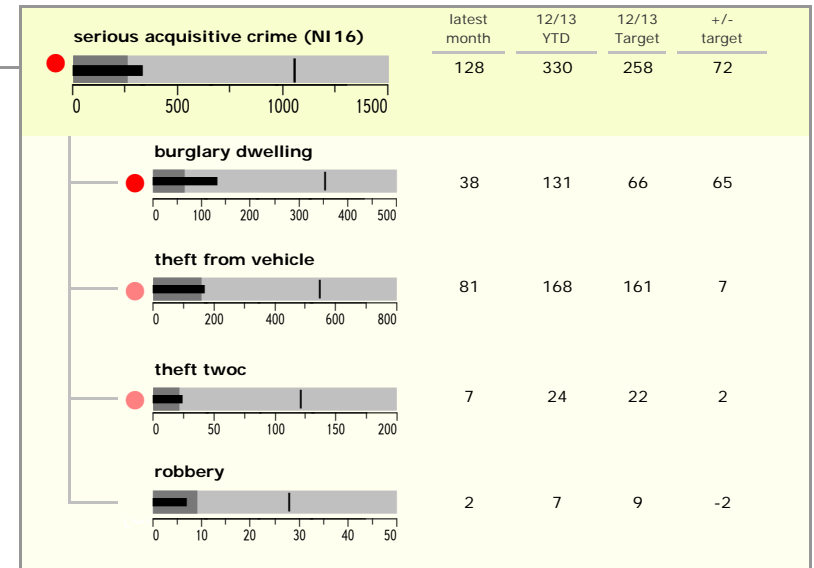 latest 12/13 12/13 +/-
serious acquisitive crime (NI16) month YTD Target target
128 330 258 72
0 500 1000 1500
burglary dwelling
38 131 66 65
0 100 200 300 400 500
theft from vehicle
81 168 161 7
0 200 400 600 800
theft twoc
7 24 22 2
0 50 100 150 200
robbery
2 7 9 -2
0 10 20 30 40 50